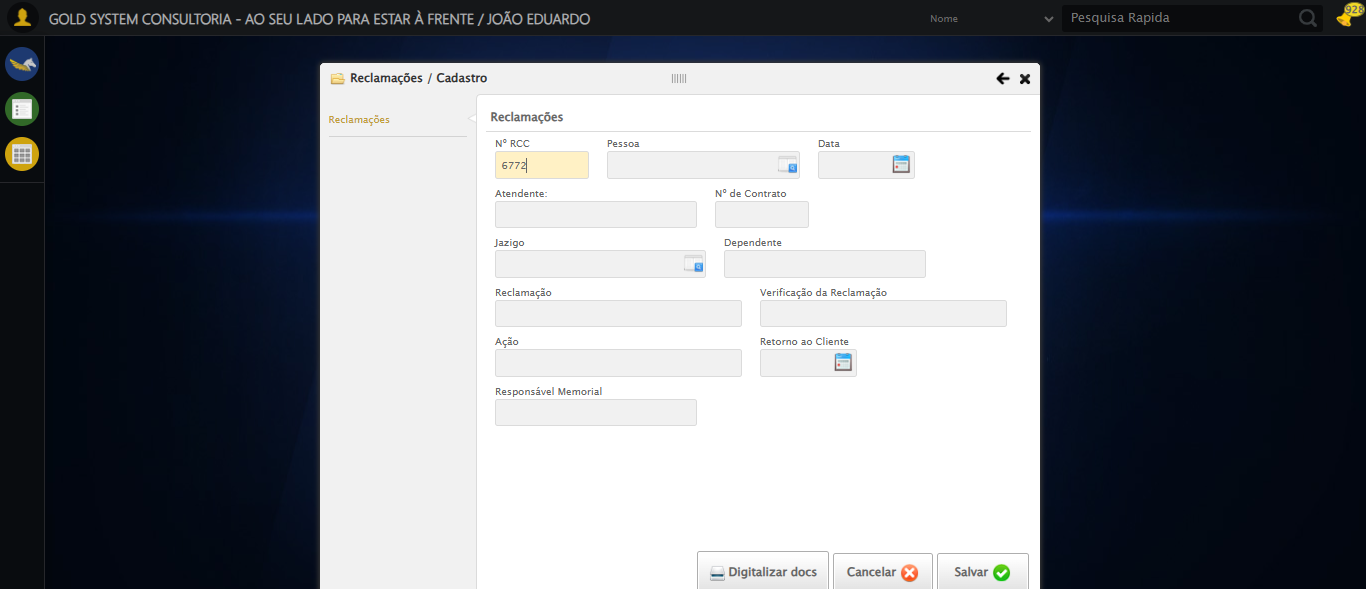 GOLD SYSTEM CONSULTORIA - AO SEU LADO PARA ESTAR À FRENTE / JOÃO EDUARDO
Nome
Pesquisa Rapida
928
Reclamações / Cadastro
Reclamações
Reclamações
Nº RCC
Pessoa
Data
6772
Atendente:
Nº de Contrato
Jazigo
Dependente
Reclamação
Verificação da Reclamação
Ação
Retorno ao Cliente
Responsável Memorial
Digitalizar docs
Cancelar
Salvar